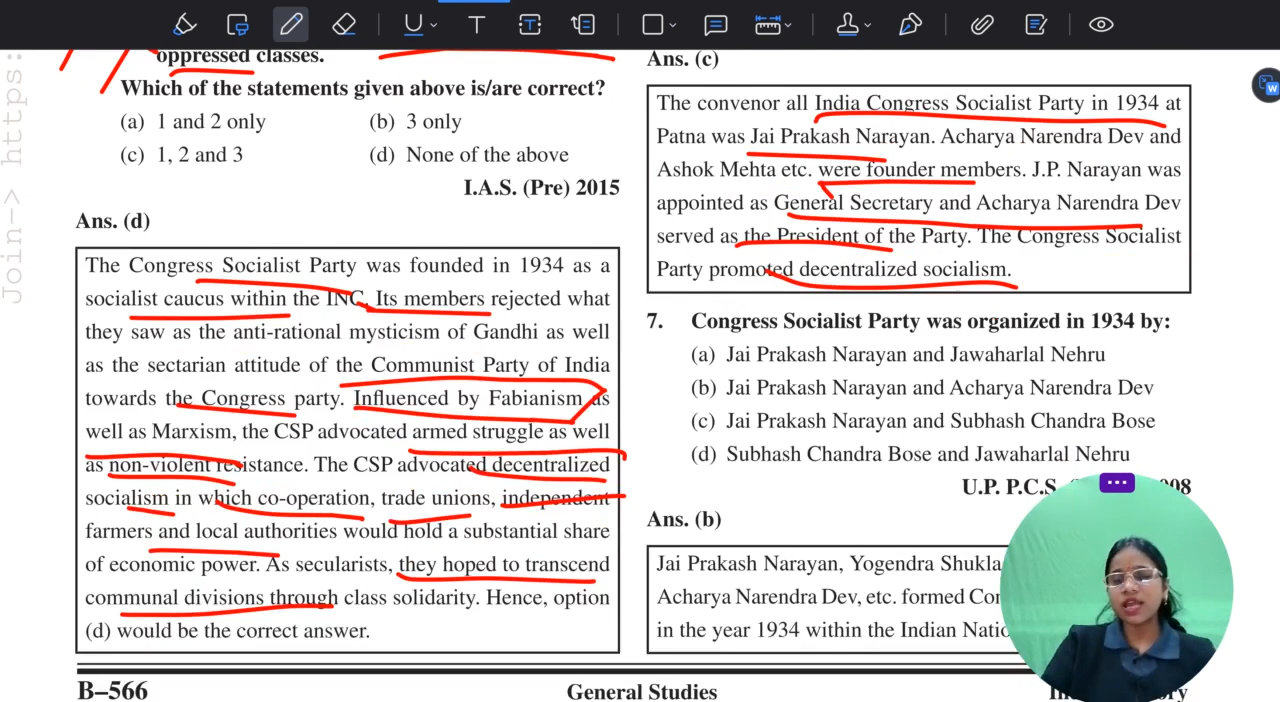 Join-> https:
oppressed classes.
Which of the statements given above is/are correct?
(a) 1 and 2 only (b) 3 only
(c) 1, 2 and 3 (d) None of the above
I.A.S. (Pre) 2015
Ans. (d)
The Congress Socialist Party was founded in 1934 as a
socialist caucus within the INC. Its members rejected what
they saw as the anti-rational mysticism of Gandhi as well
as the sectarian attitude of the Communist Party of India
towards the Congress party. Influenced by Fabianism as
well as Marxism, the CSP advocated armed struggle as well
as non-violent resistance. The CSP advocated decentralized
socialism in which co-operation, trade unions, independent
farmers and local authorities would hold a substantial share
of economic power. As secularists, they hoped to transcend
communal divisions through class solidarity. Hence, option
(d) would be the correct answer.
Ans. (c)
The convenor all India Congress Socialist Party in 1934 at
Patna was Jai Prakash Narayan. Acharya Narendra Dev and
Ashok Mehta etc. were founder members. J.P. Narayan was
appointed as General Secretary and Acharya Narendra Dev
served as the President of the Party. The Congress Socialist
Party promoted decentralized socialism.
7. Congress Socialist Party was organized in 1934 by:
(a) Jai Prakash Narayan and Jawaharlal Nehru
(b) Jai Prakash Narayan and Acharya Narendra Dev
(c) Jai Prakash Narayan and Subhash Chandra Bose
(d) Subhash Chandra Bose and Jawaharlal Nehru
U.P. P.C.S.
Ans. (b)
Jai Prakash Narayan, Yogendra Shukla
Acharya Narendra Dev, etc. formed
in the year 1934 within the Indian
B–566 General Studies